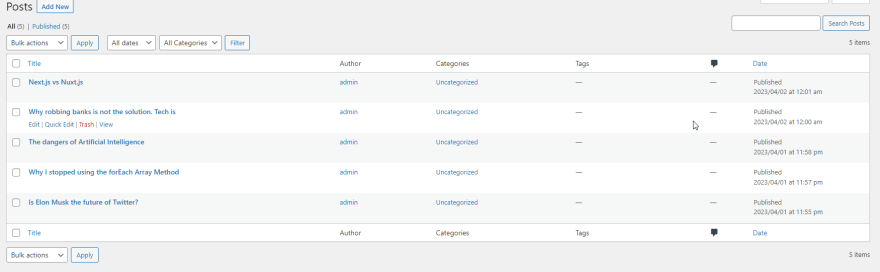 Posts Add New
All (5) | Published (5)
Search Posts
Bulk actions Apply All dates All Categories Filter 5 items
Title Author Categories Tags Date
Next.js vs Nuxt.js admin Uncategorized — — Published
2023/04/02 at 12:01 am
Why robbing banks is not the solution. Tech is admin Uncategorized — — Published
Edit | Quick Edit | Trash | View 2023/04/02 at 12:00 am
The dangers of Artificial Intelligence admin Uncategorized — — Published
2023/04/01 at 11:58 pm
Why I stopped using the forEach Array Method admin Uncategorized — — Published
2023/04/01 at 11:57 pm
Is Elon Musk the future of Twitter? admin Uncategorized — — Published
2023/04/01 at 11:55 pm
Title Author Categories Tags Date
Bulk actions Apply 5 items